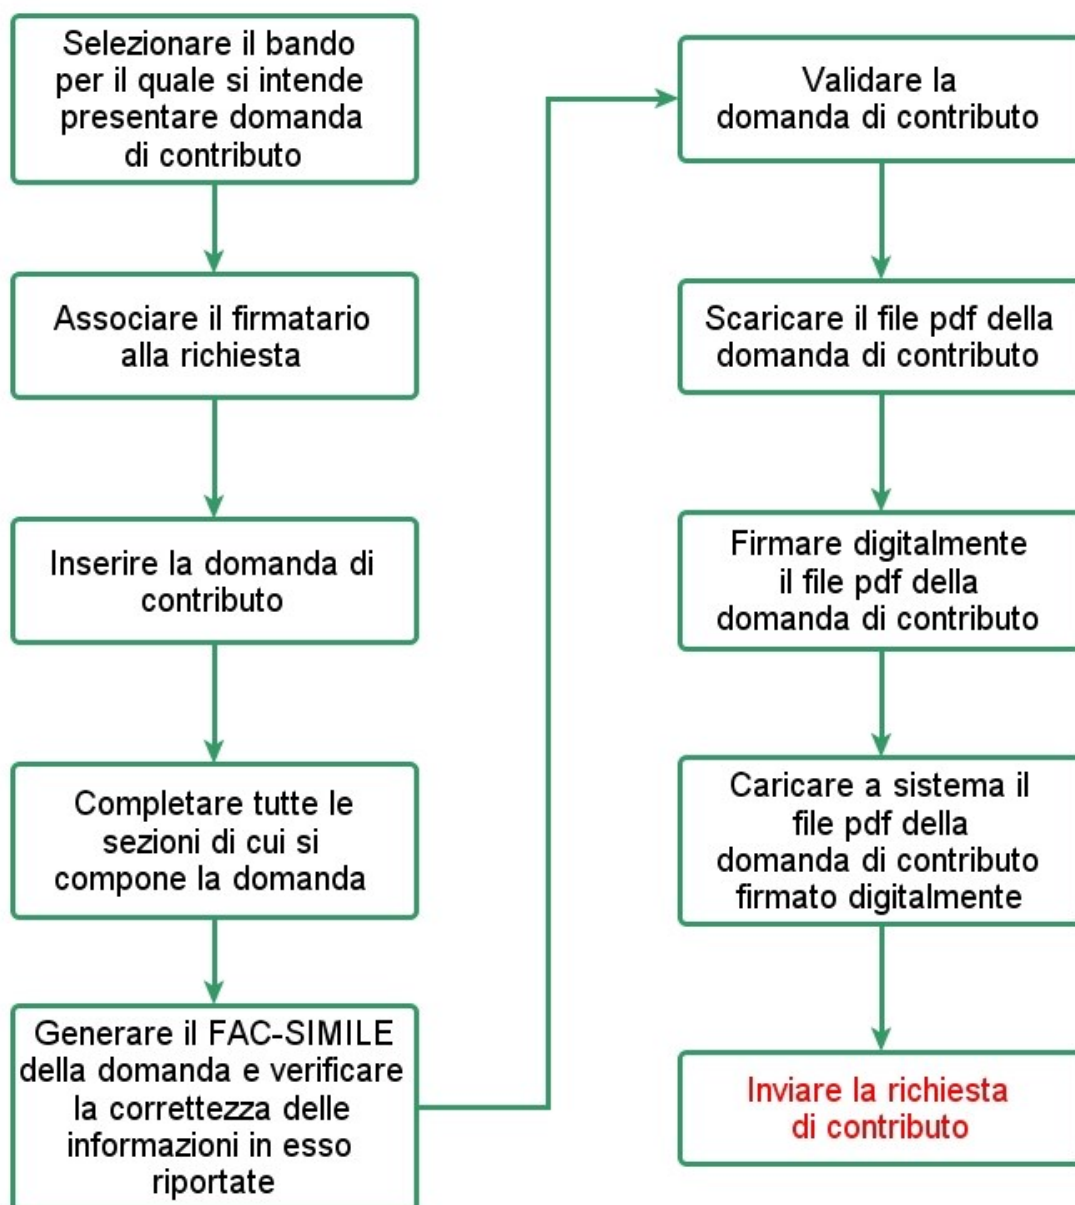 Selezionare il bando
per il quale si intende
presentare domanda
di contributo
Associare il firmatario
alla richiesta
Inserire la domanda di
contributo
Completare tutte le
sezioni di cui si
compone la domanda
Generare il FAC-SIMILE
della domanda e verificare
la correttezza delle
informazioni in esso
riportate
Validare la
domanda di contributo
Scaricare il file pdf della
domanda di contributo
Firmare digitalmente
il file pdf della
domanda di contributo
Caricare a sistema il
file pdf della
domanda di contributo
firmato digitalmente
Inviare la richiesta
di contributo